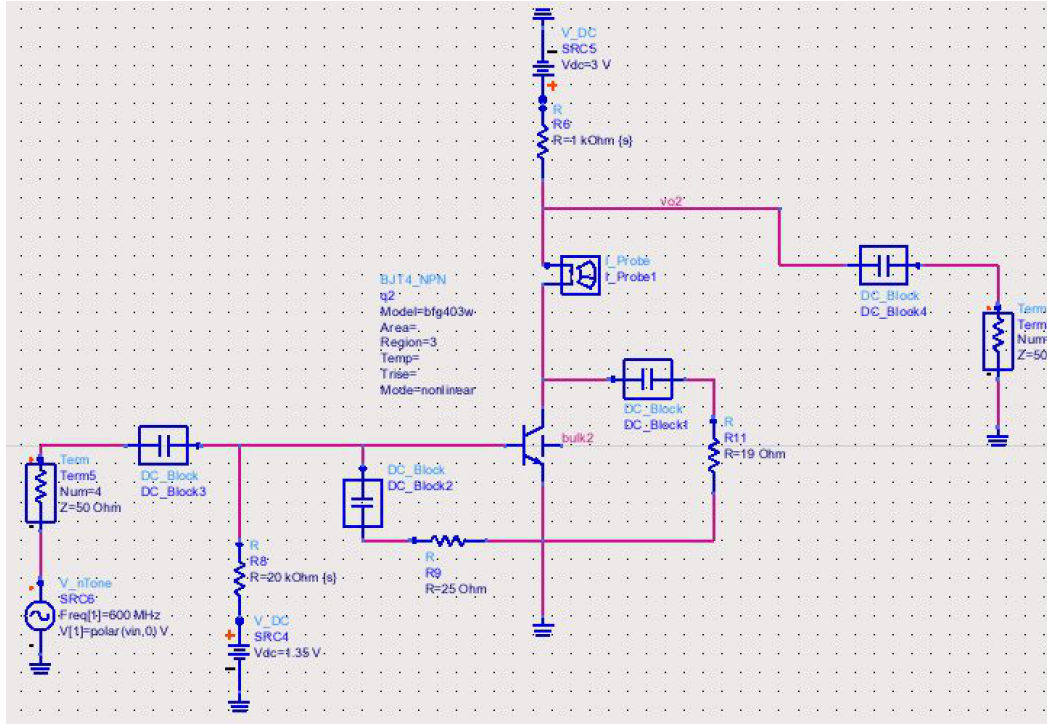 V_DC
SRC5
Vdc=3 V
R
R6
R=1 kOhm {s}
vo2
I_Probe
I_Probe1
BJT4_NPN
q2
Model=bfg403w
Area=
Region=3
Temp=
Trise=
Mode=nonlinear
DC_Block
DC_Block4
Term
Term
Num=
Z=50
DC_Block
DC_Block1
R
R11
R=19 Ohm
bulk2
Term
Term5
Num=4
Z=50 Ohm
DC_Block
DC_Block3
DC_Block
DC_Block2
R
R9
R=25 Ohm
R
R8
R=20 kOhm {s}
V_nTone
SRC6
Freq[1]=600 MHz
V[1]=polar(vin,0) V
V_DC
SRC4
Vdc=1.35 V